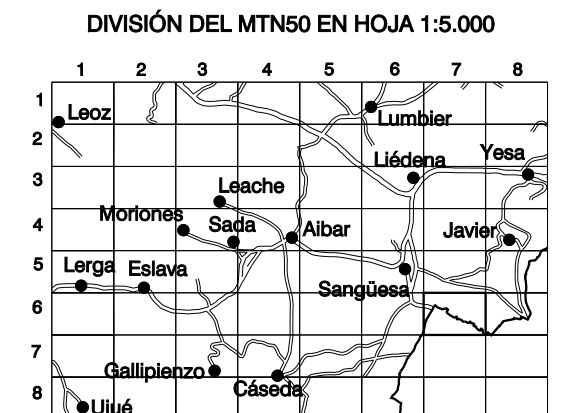 DIVISIÓN DEL MTN50 EN HOJA 1:5.000
1 2 3 4 5 6 7 8
1
Leoz
Lumbier
2
Liédena
Yesa
3
Leache
Moriones
Sada
Aibar
Javier
4
5
Lerga
Eslava
Sangüesa
6
7
Gallipienzo
Cáseda
8
Ujué